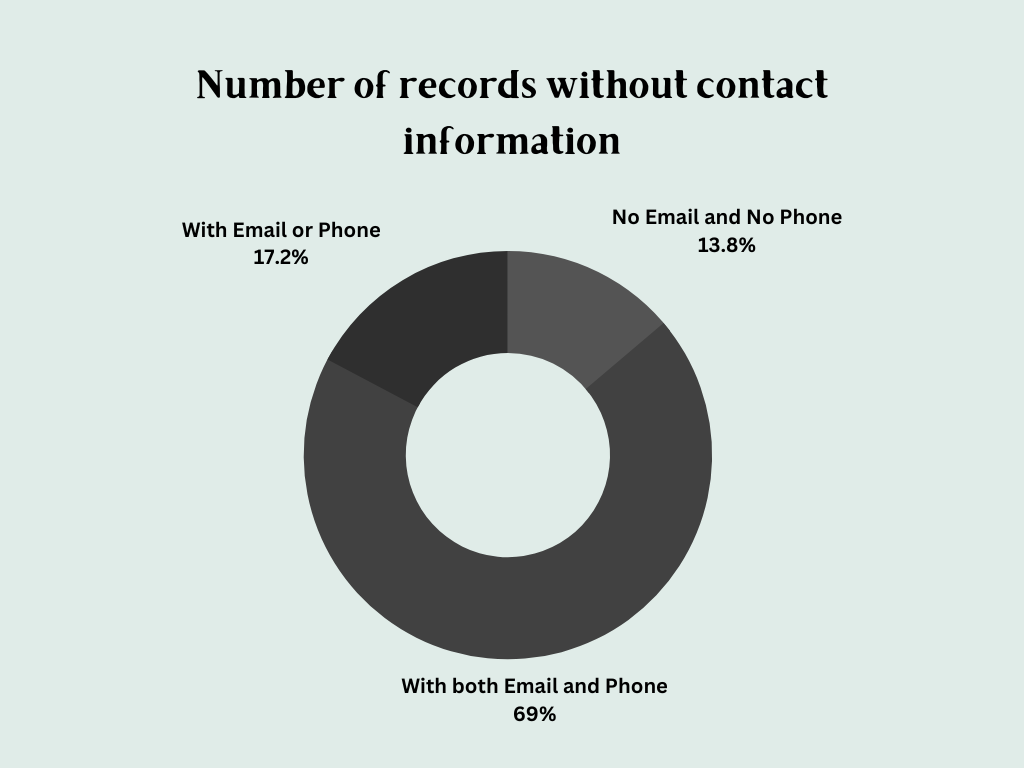 Number of records without contact
information
With Email or Phone
17.2%
No Email and No Phone
13.8%
With both Email and Phone
69%